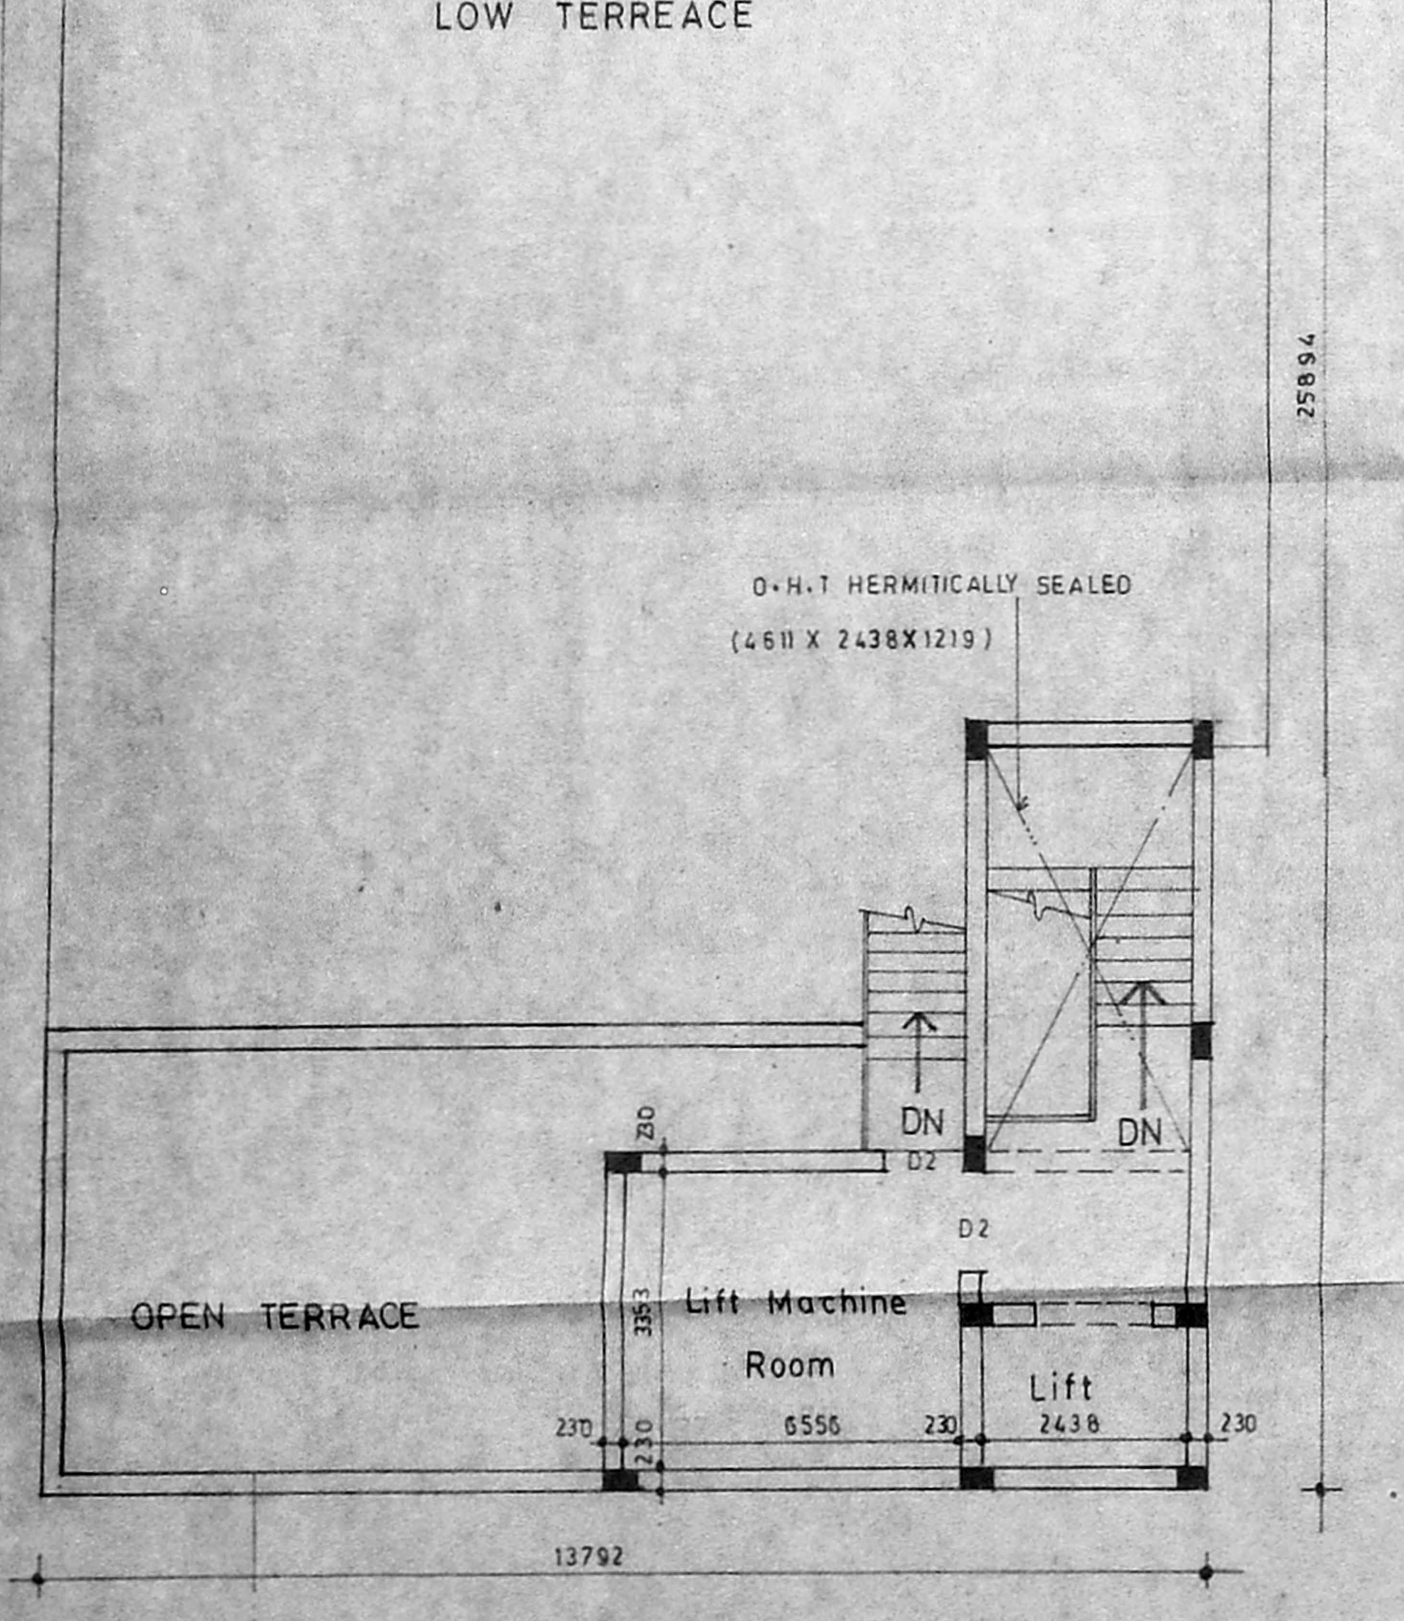 LOW TERREACE
25894
O.H.T HERMITICALLY SEALED
(4611 X 2438X1219)
DN
DN
230
D2
D2
OPEN TERRACE
3353
Lift Machine
Room
Lift
230
230
6556
230
2438
230
13792